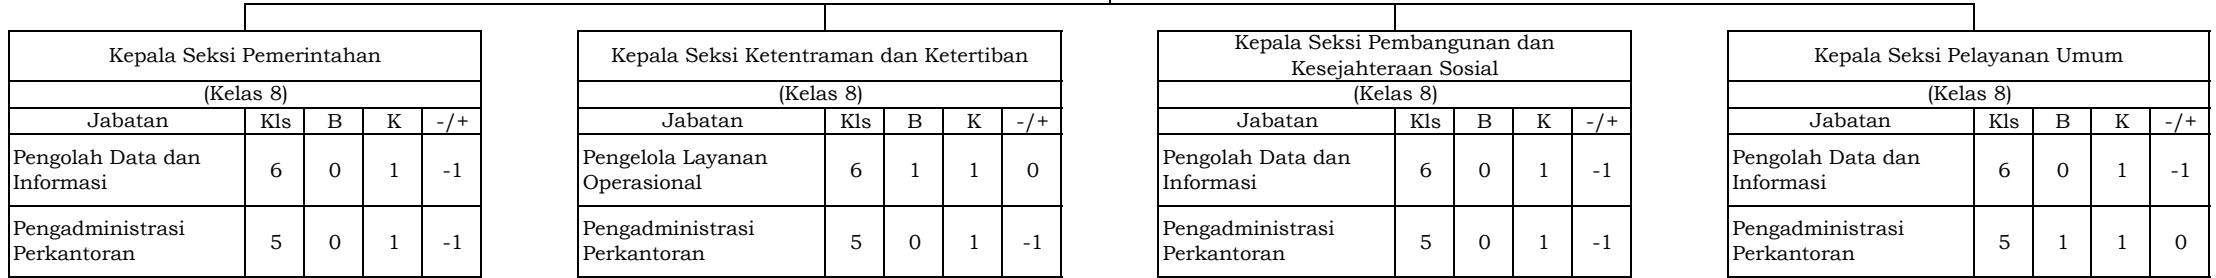 Kepala Seksi Pemerintahan
(Kelas 8)
Jabatan Kls B K -/+
Pengolah Data dan
Informasi 6 0 1 -1
Pengadministrasi
Perkantoran 5 0 1 -1
Kepala Seksi Ketentraman dan Ketertiban
(Kelas 8)
Jabatan Kls B K -/+
Pengelola Layanan
Operasional 6 1 1 0
Pengadministrasi
Perkantoran 5 0 1 -1
Kepala Seksi Pembangunan dan
Kesejahteraan Sosial
(Kelas 8)
Jabatan Kls B K -/+
Pengolah Data dan
Informasi 6 0 1 -1
Pengadministrasi
Perkantoran 5 0 1 -1
Kepala Seksi Pelayanan Umum
(Kelas 8)
Jabatan Kls B K -/+
Pengolah Data dan
Informasi 6 0 1 -1
Pengadministrasi
Perkantoran 5 1 1 0